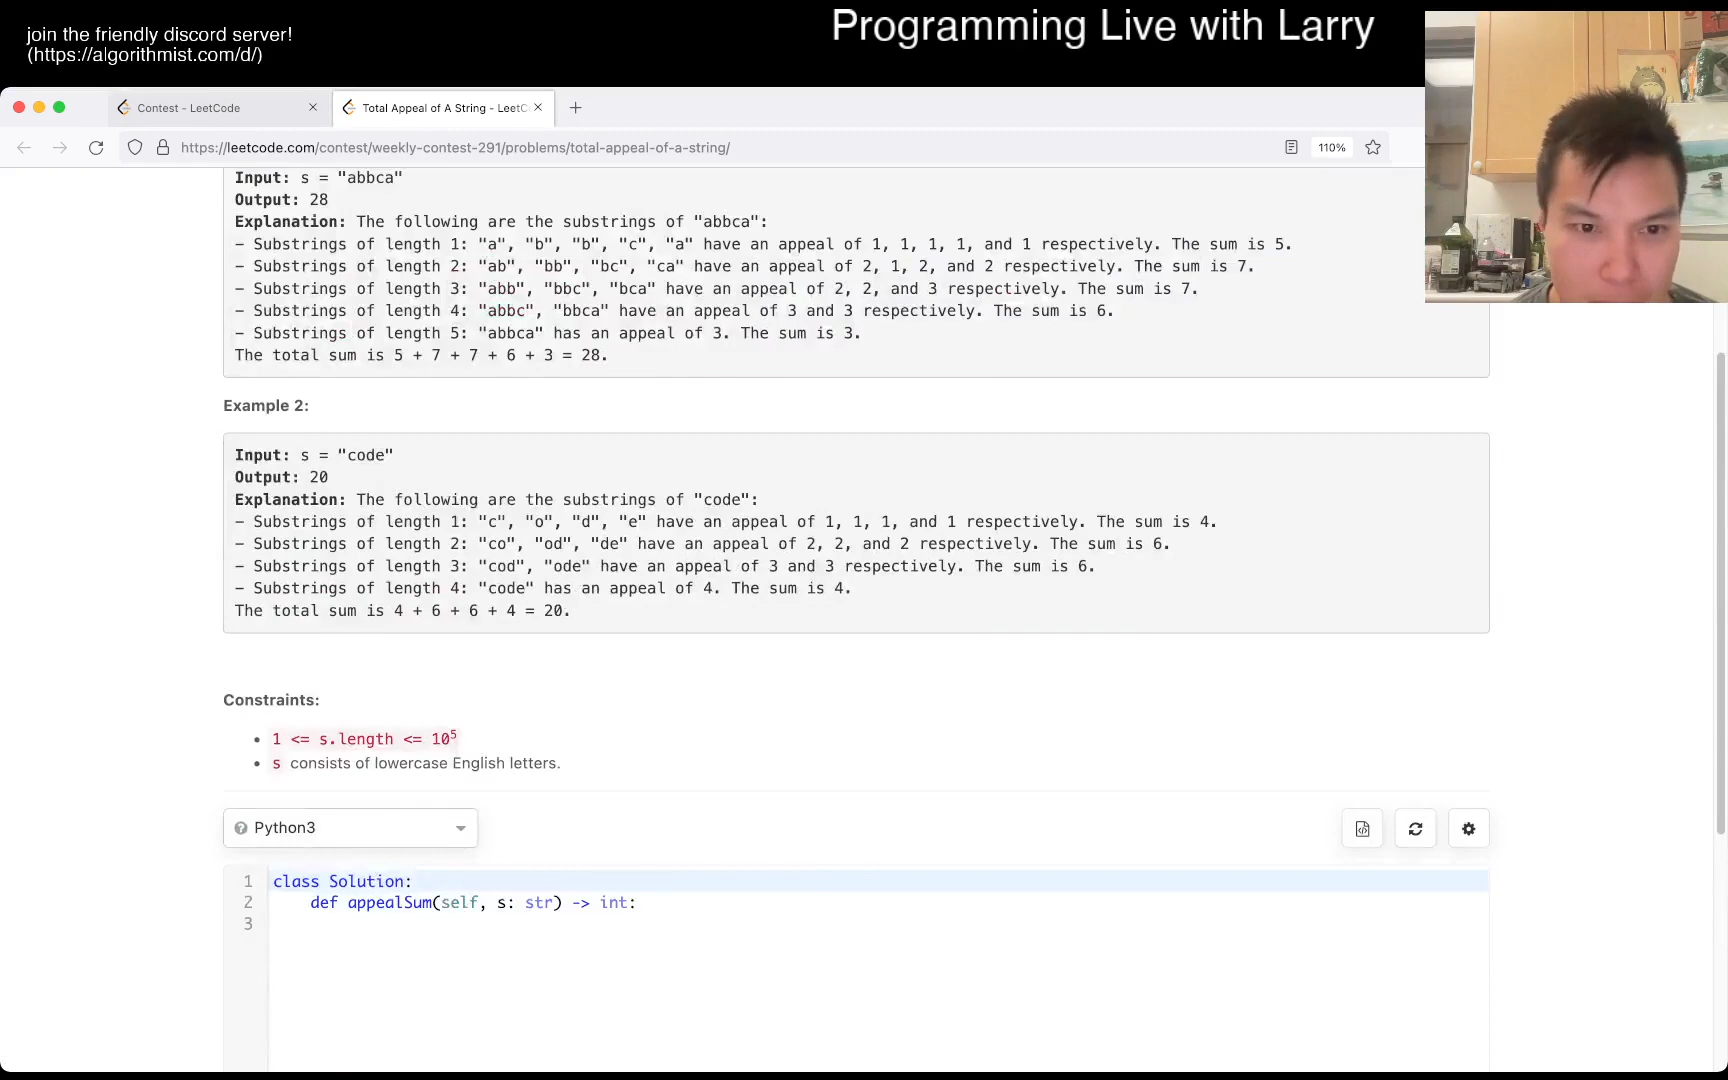 join the friendly discord server!
(https://algorithmist.com/d/)
Programming Live with Larry
Contest - LeetCode
Total Appeal of A String - LeetC
https://leetcode.com/contest/weekly-contest-291/problems/total-appeal-of-a-string/
110%
Input: s = "abbca"
Output: 28
Explanation: The following are the substrings of "abbca":
- Substrings of length 1: "a", "b", "b", "c", "a" have an appeal of 1, 1, 1, 1, and 1 respectively. The sum is 5.
- Substrings of length 2: "ab", "bb", "bc", "ca" have an appeal of 2, 1, 2, and 2 respectively. The sum is 7.
- Substrings of length 3: "abb", "bbc", "bca" have an appeal of 2, 2, and 3 respectively. The sum is 7.
- Substrings of length 4: "abbc", "bbca" have an appeal of 3 and 3 respectively. The sum is 6.
- Substrings of length 5: "abbca" has an appeal of 3. The sum is 3.
The total sum is 5 + 7 + 7 + 6 + 3 = 28.
Example 2:
Input: s = "code"
Output: 20
Explanation: The following are the substrings of "code":
- Substrings of length 1: "c", "o", "d", "e" have an appeal of 1, 1, 1, and 1 respectively. The sum is 4.
- Substrings of length 2: "co", "od", "de" have an appeal of 2, 2, and 2 respectively. The sum is 6.
- Substrings of length 3: "cod", "ode" have an appeal of 3 and 3 respectively. The sum is 6.
- Substrings of length 4: "code" has an appeal of 4. The sum is 4.
The total sum is 4 + 6 + 6 + 4 = 20.
Constraints:
• 1 <= s.length <= 10⁵
• s consists of lowercase English letters.
Python3
1 class Solution:
2 def appealSum(self, s: str) -> int:
3